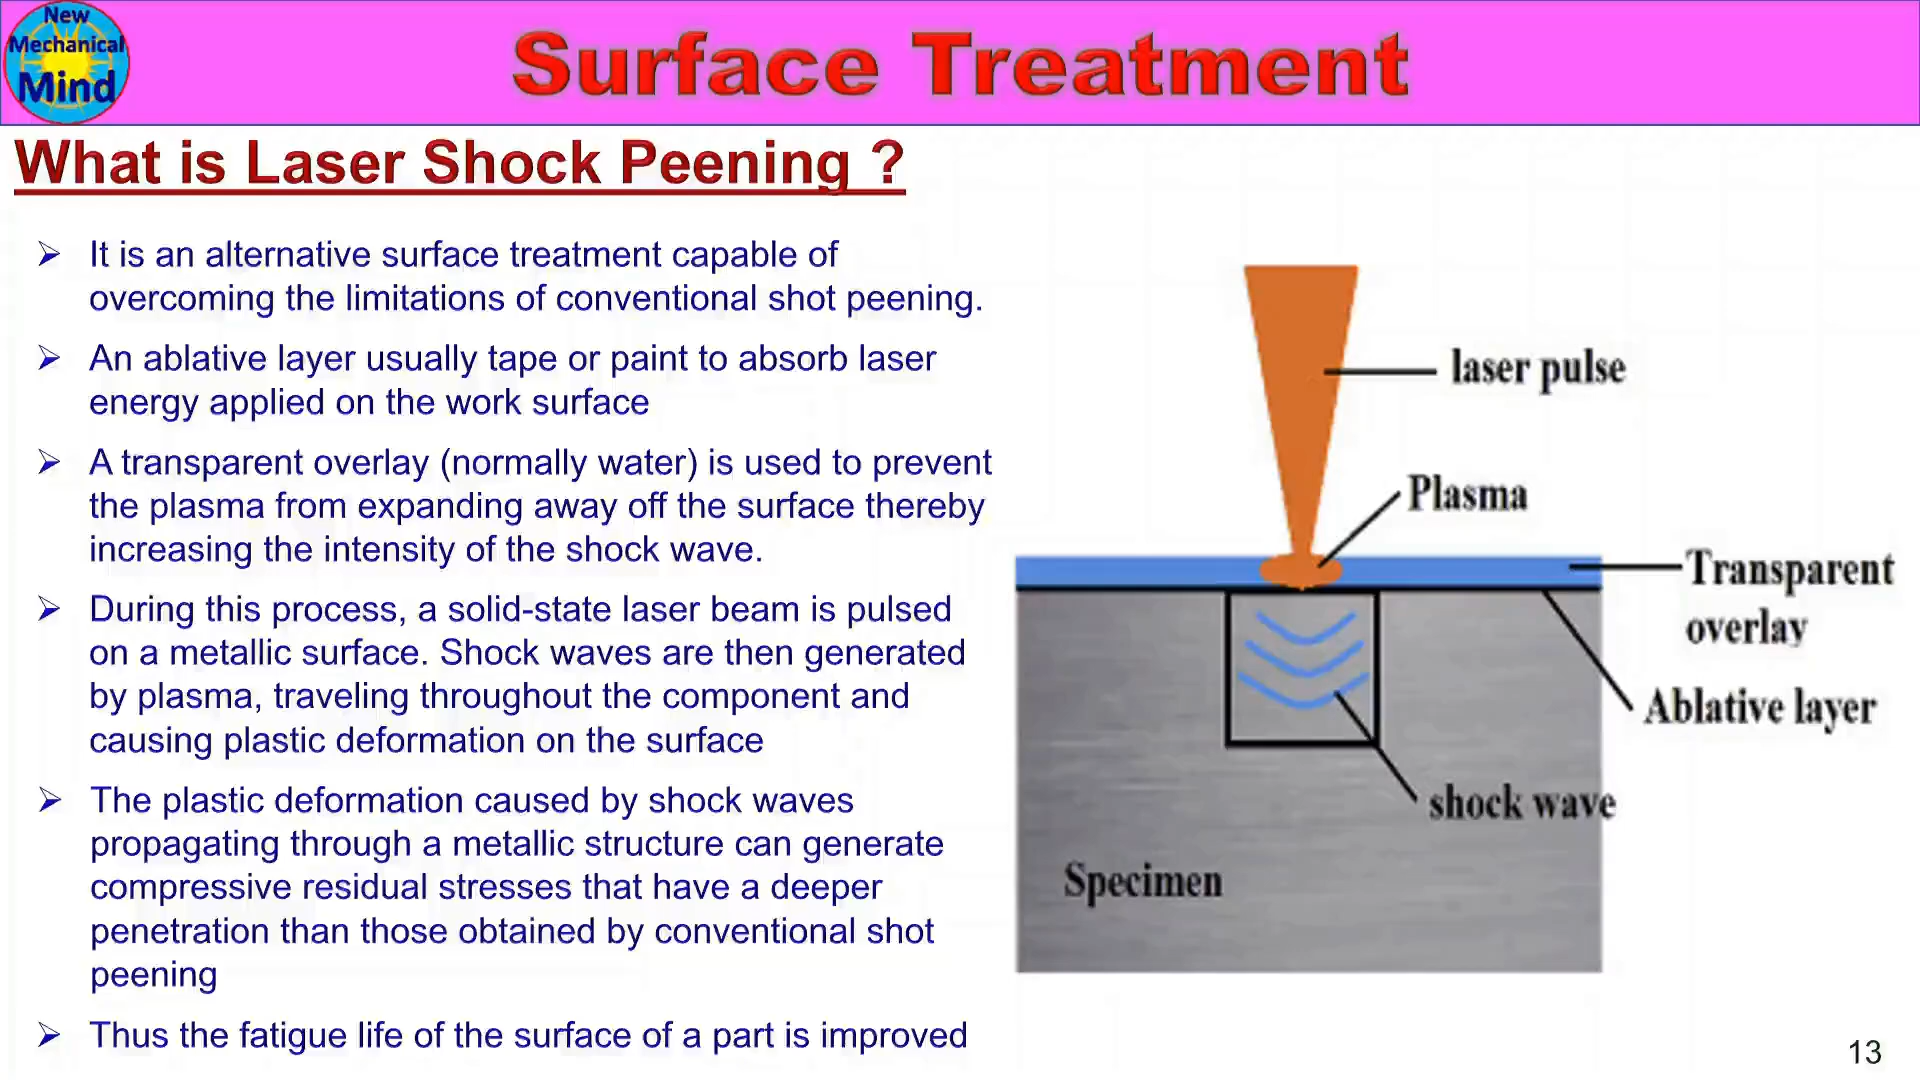 New
Mechanical
Mind
Surface Treatment
What is Laser Shock Peening ?
➢ It is an alternative surface treatment capable of
overcoming the limitations of conventional shot peening.
➢ An ablative layer usually tape or paint to absorb laser
energy applied on the work surface
➢ A transparent overlay (normally water) is used to prevent
the plasma from expanding away off the surface thereby
increasing the intensity of the shock wave.
➢ During this process, a solid-state laser beam is pulsed
on a metallic surface. Shock waves are then generated
by plasma, traveling throughout the component and
causing plastic deformation on the surface
➢ The plastic deformation caused by shock waves
propagating through a metallic structure can generate
compressive residual stresses that have a deeper
penetration than those obtained by conventional shot
peening
➢ Thus the fatigue life of the surface of a part is improved
laser pulse
Plasma
Transparent
overlay
Ablative layer
shock wave
Specimen
13